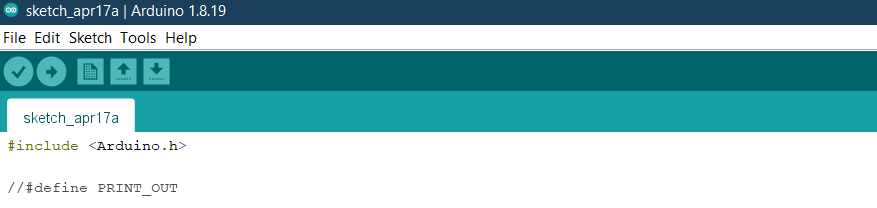 sketch_apr17a | Arduino 1.8.19
File Edit Sketch Tools Help
sketch_apr17a
#include <Arduino.h>
//#define PRINT_OUT